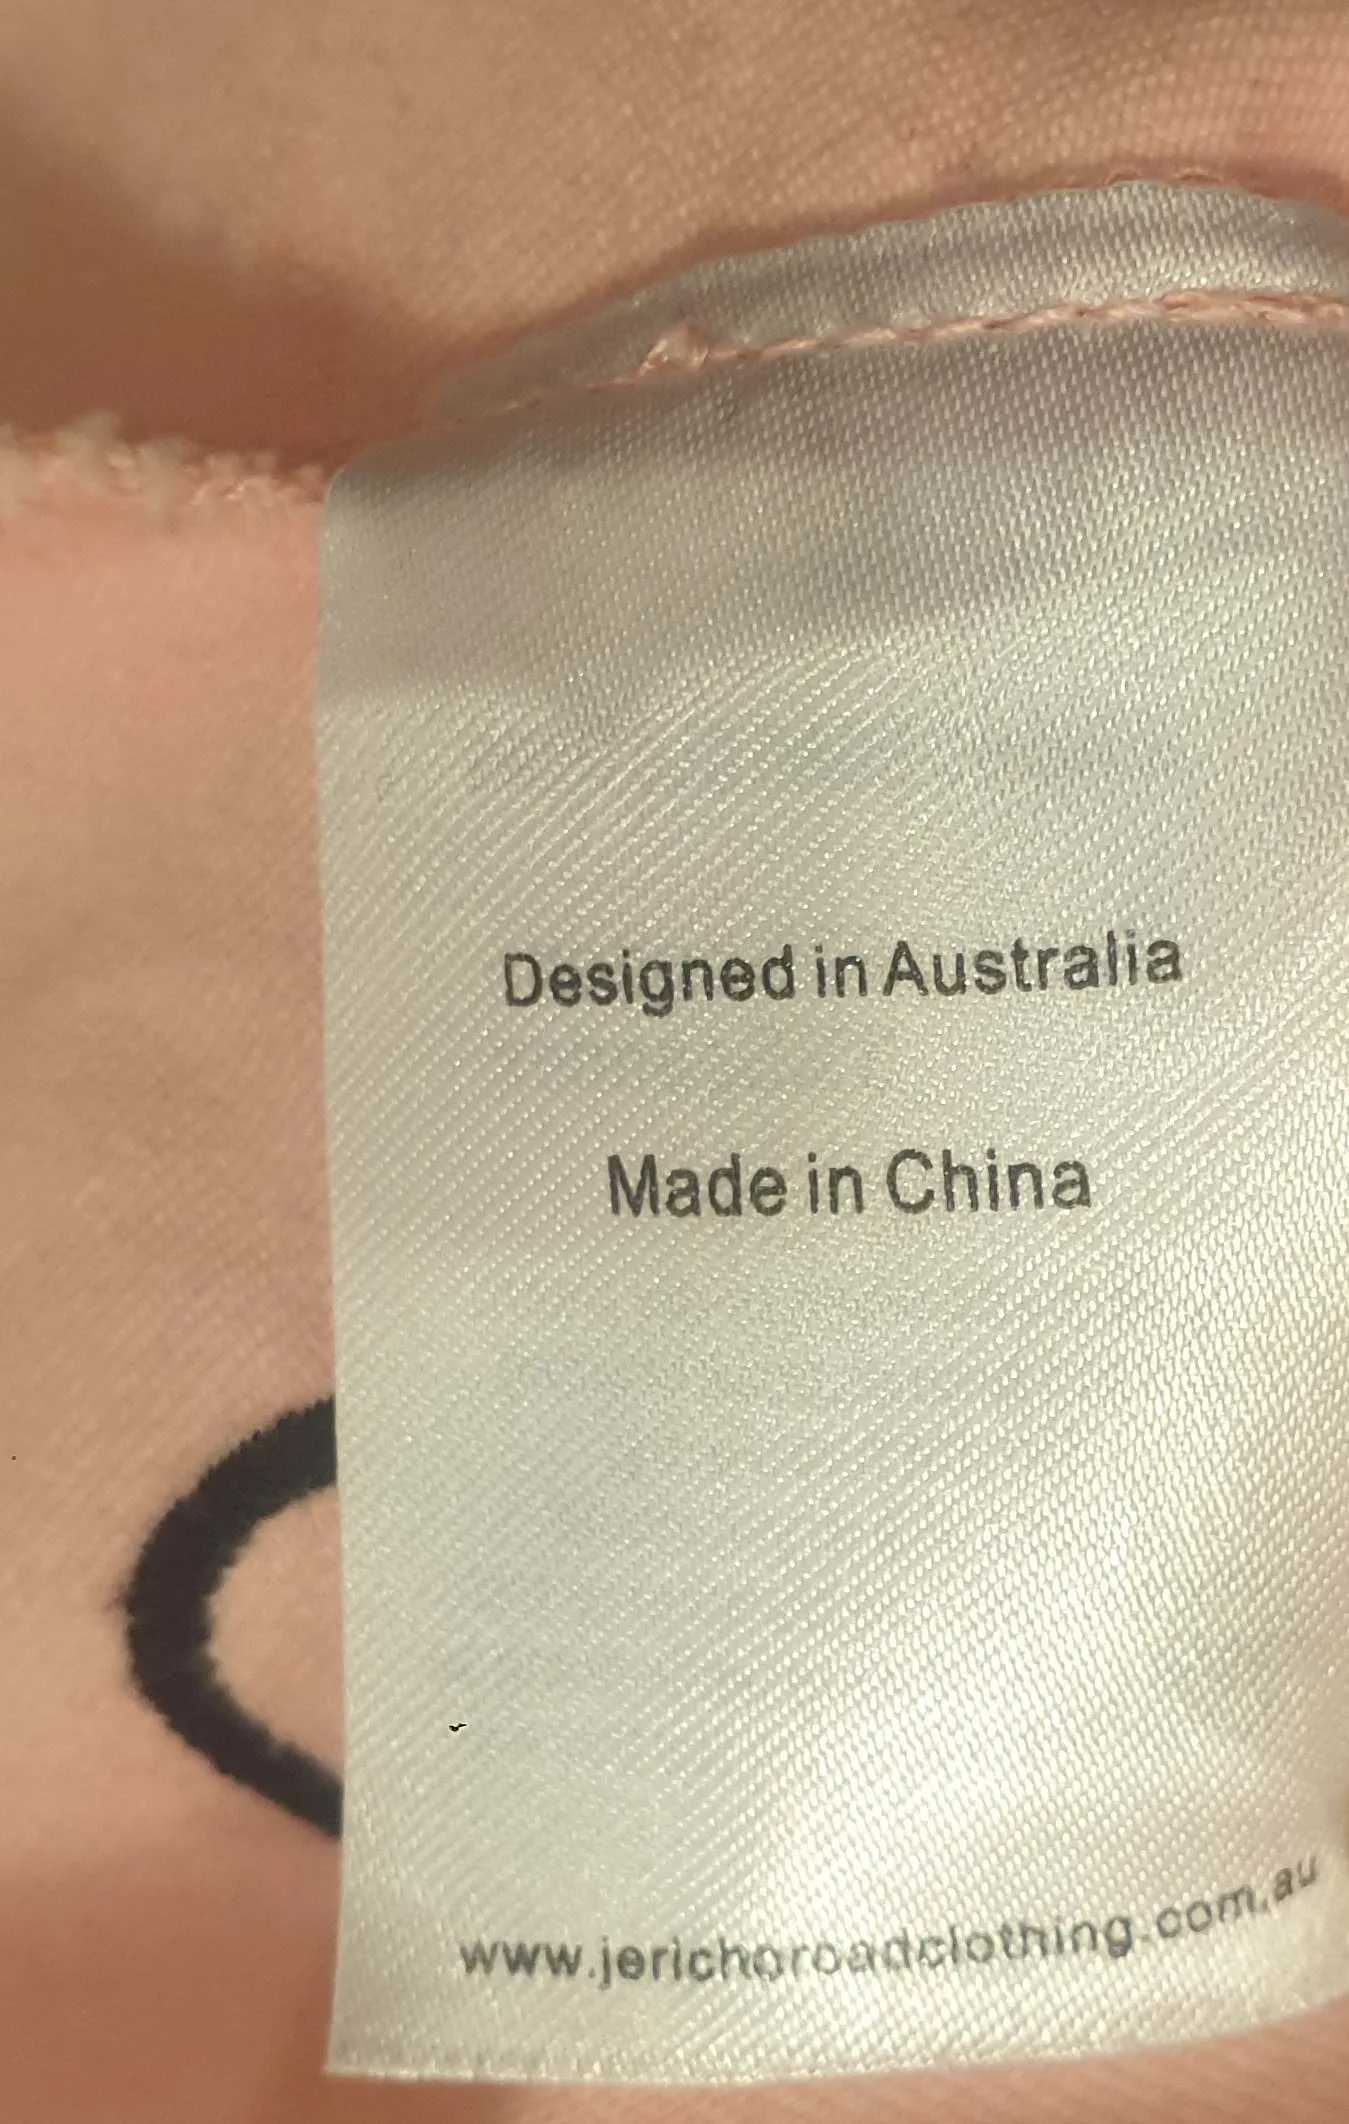 Designed in Australia
Made in China
www.jerichoroadclothing.com.au